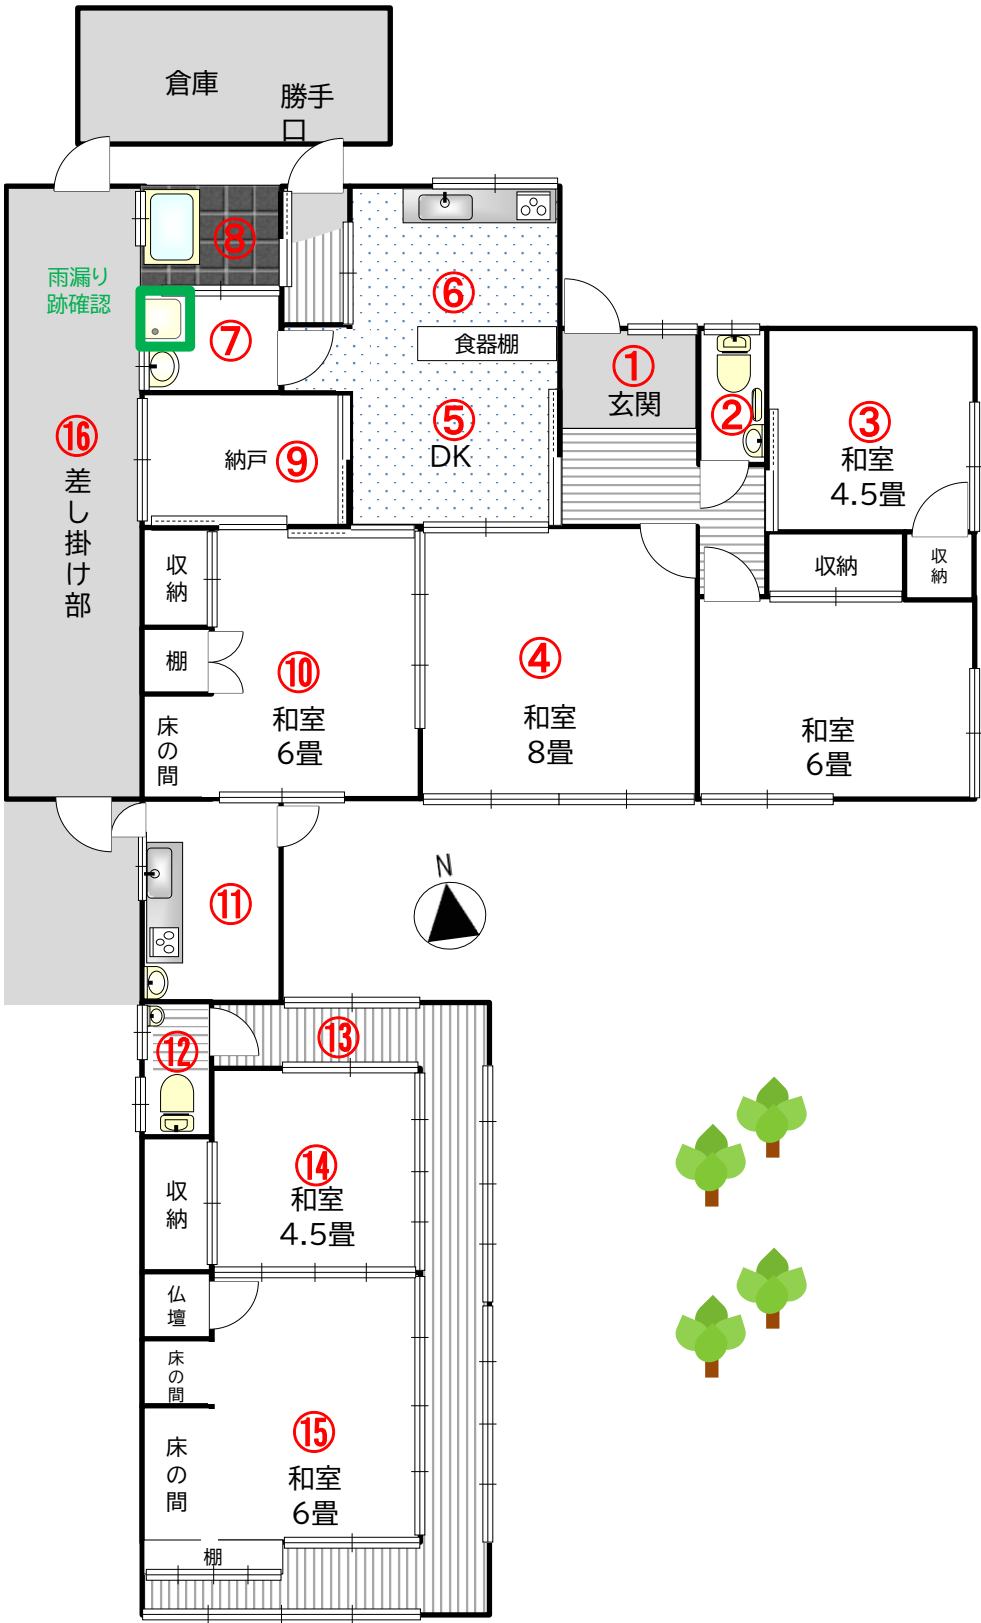 倉庫
勝手
口
雨漏り
跡確認
⑧
⑦
⑥
食器棚
①
玄関
②
③
和室
4.5畳
⑤
DK
⑯
差し掛け部
納戸
⑨
収納
収納
収納
棚
⑩
和室
6畳
床の間
④
和室
8畳
和室
6畳
N
⑪
⑫
⑬
⑭
和室
4.5畳
収納
仏壇
床の間
床の間
⑮
和室
6畳
棚